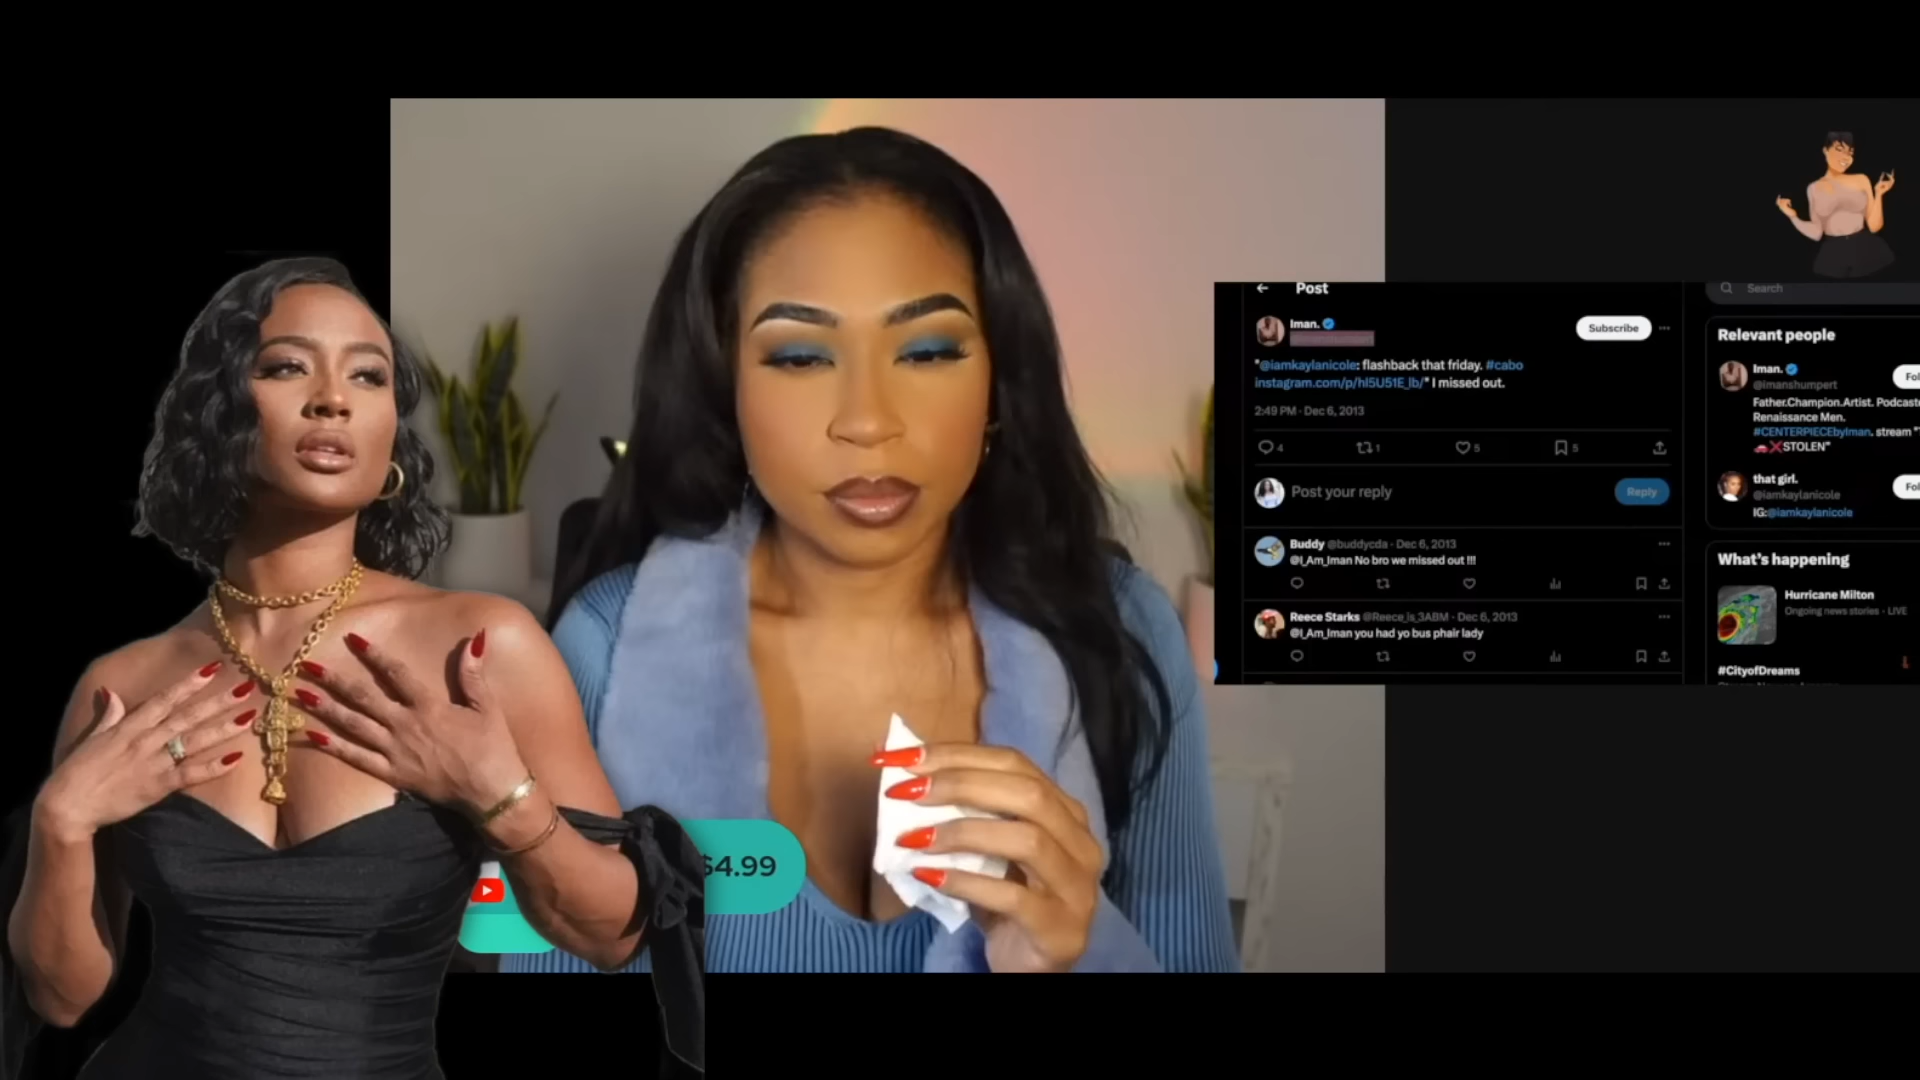 Post
Search
Iman.
Subscribe
"@iamkaylanicole: flashback that friday. #cabo
instagram.com/p/hI5U51E_lb/" I missed out.
2:49 PM · Dec 6, 2013
4
1
5
5
Post your reply
Reply
Buddy @buddycda · Dec 6, 2013
@I_Am_Iman No bro we missed out !!!
Reece Starks @Reece_is_3ABM · Dec 6, 2013
@I_Am_Iman you had yo bus phair lady
Relevant people
Iman.
@imanshumpert
Fol
Father.Champion.Artist. Podcaste
Renaissance Men.
#CENTERPIECEbyIman. stream "
🚗❌STOLEN"
that girl.
@iamkaylanicole
Fol
IG:@iamkaylanicole
What's happening
Hurricane Milton
Ongoing news stories · LIVE
#CityofDreams
$4.99